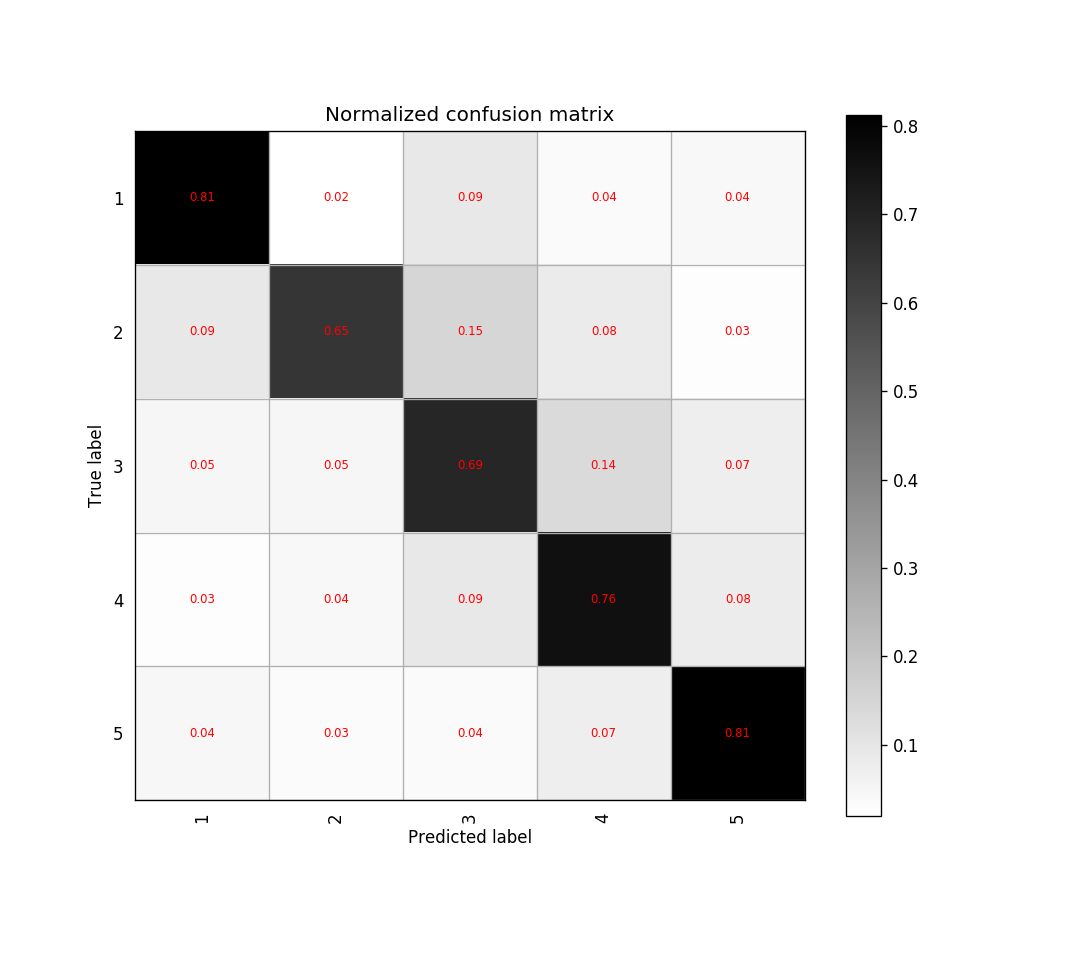 Normalized confusion matrix
1 0.81 0.02 0.09 0.04 0.04
2 0.09 0.65 0.15 0.08 0.03
3 0.05 0.05 0.69 0.14 0.07
4 0.03 0.04 0.09 0.76 0.08
5 0.04 0.03 0.04 0.07 0.81
1 2 3 4 5
Predicted label
True label
0.8
0.7
0.6
0.5
0.4
0.3
0.2
0.1